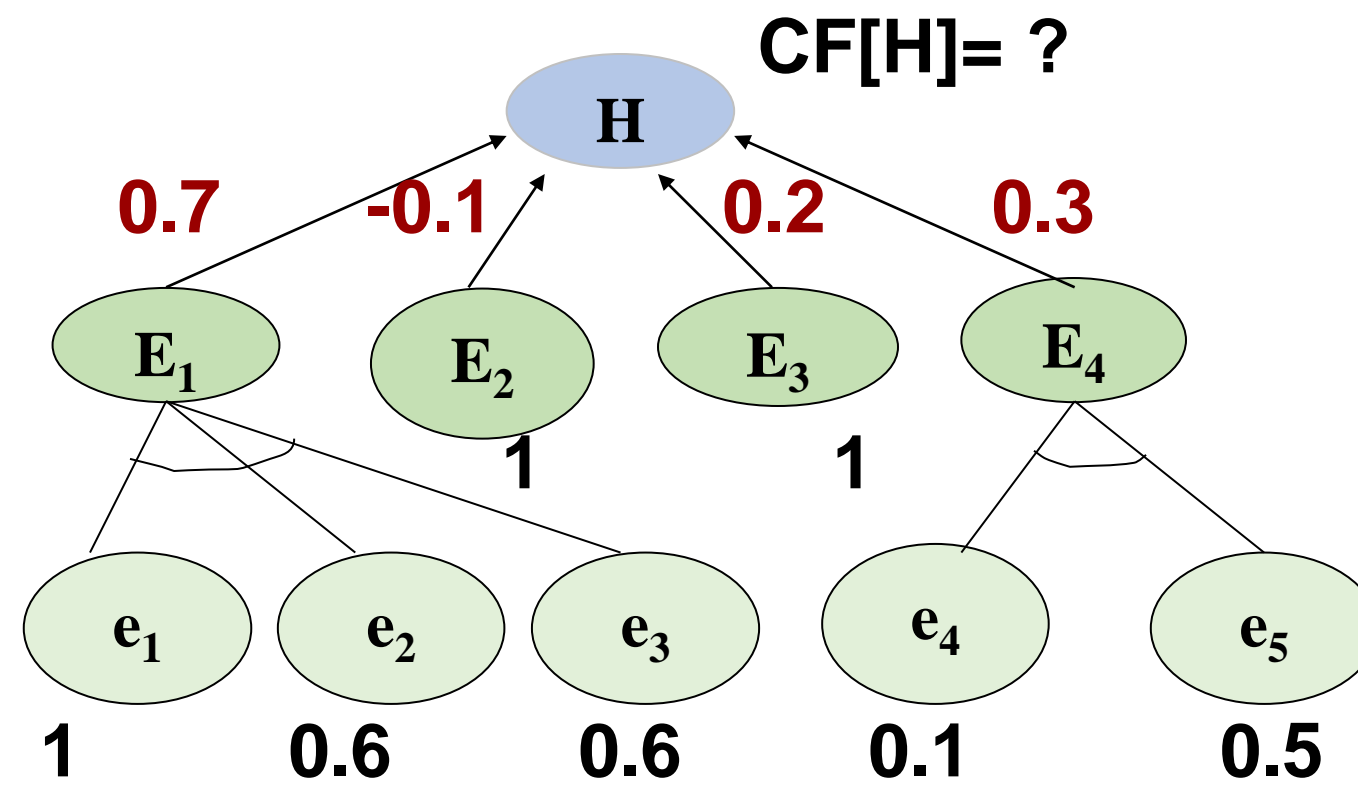 CF[H]= ?
H
0.7 -0.1 0.2 0.3
E₁ E₂ E₃ E₄
1 1
e₁ e₂ e₃ e₄ e₅
1 0.6 0.6 0.1 0.5